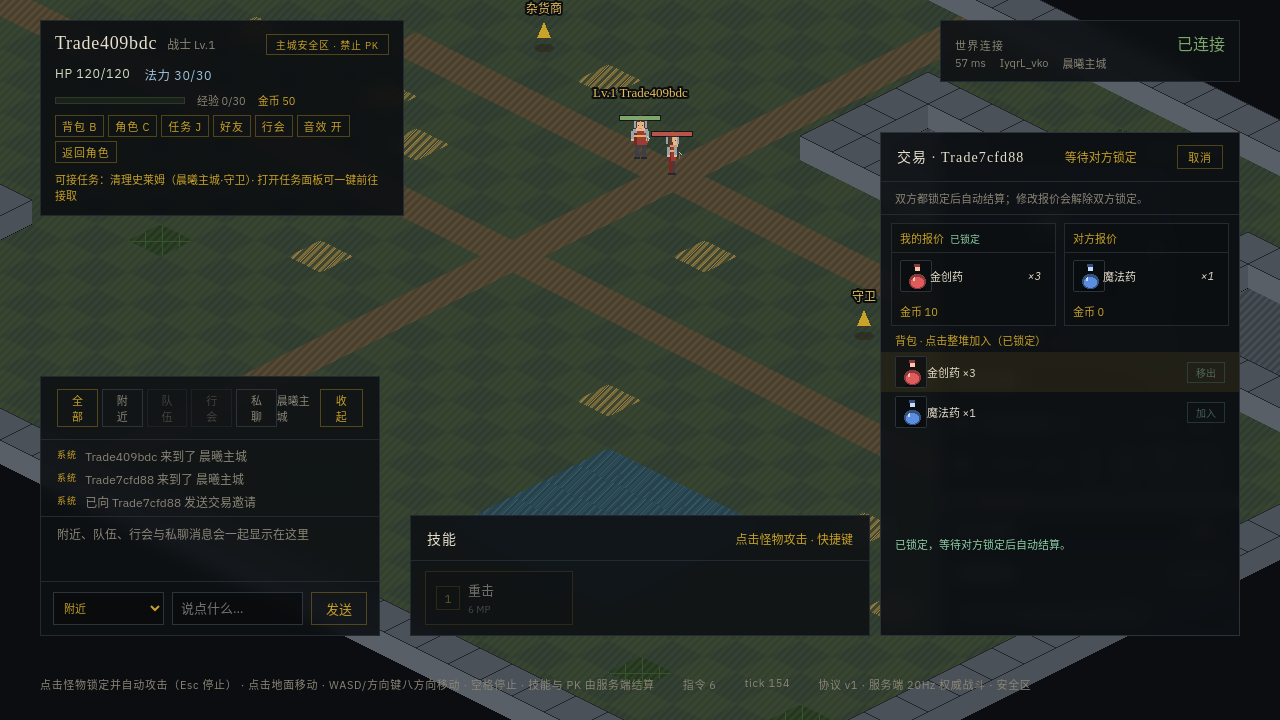 杂货商
Trade409bdc 战士 Lv.1 主城安全区 · 禁止 PK
HP 120/120 法力 30/30
经验 0/30 金币 50
背包 B 角色 C 任务 J 好友 行会 音效 开
返回角色
可接任务：清理史莱姆（晨曦主城·守卫）· 打开任务面板可一键前往
接取
Lv.1 Trade409bdc
世界连接 已连接
57 ms IyqrL_vko 晨曦主城
交易 · Trade7cfd88 等待对方锁定 取消
双方都锁定后自动结算；修改报价会解除双方锁定。
我的报价 已锁定 对方报价
金创药 ×3 魔法药 ×1
金币 10 金币 0
背包 · 点击整堆加入（已锁定）
金创药 ×3 移出
魔法药 ×1 加入
已锁定，等待对方锁定后自动结算。
守卫
全部 附近 队伍 行会 私聊 晨曦主城 收起
系统 Trade409bdc 来到了 晨曦主城
系统 Trade7cfd88 来到了 晨曦主城
系统 已向 Trade7cfd88 发送交易邀请
附近、队伍、行会与私聊消息会一起显示在这里
附近 说点什么... 发送
技能 点击怪物攻击 · 快捷键
1 重击
6 MP
点击怪物锁定并自动攻击（Esc 停止） · 点击地面移动 · WASD/方向键八方向移动 · 空格停止 · 技能与 PK 由服务端结算 指令 6 tick 154 协议 v1 · 服务端 20Hz 权威战斗 · 安全区